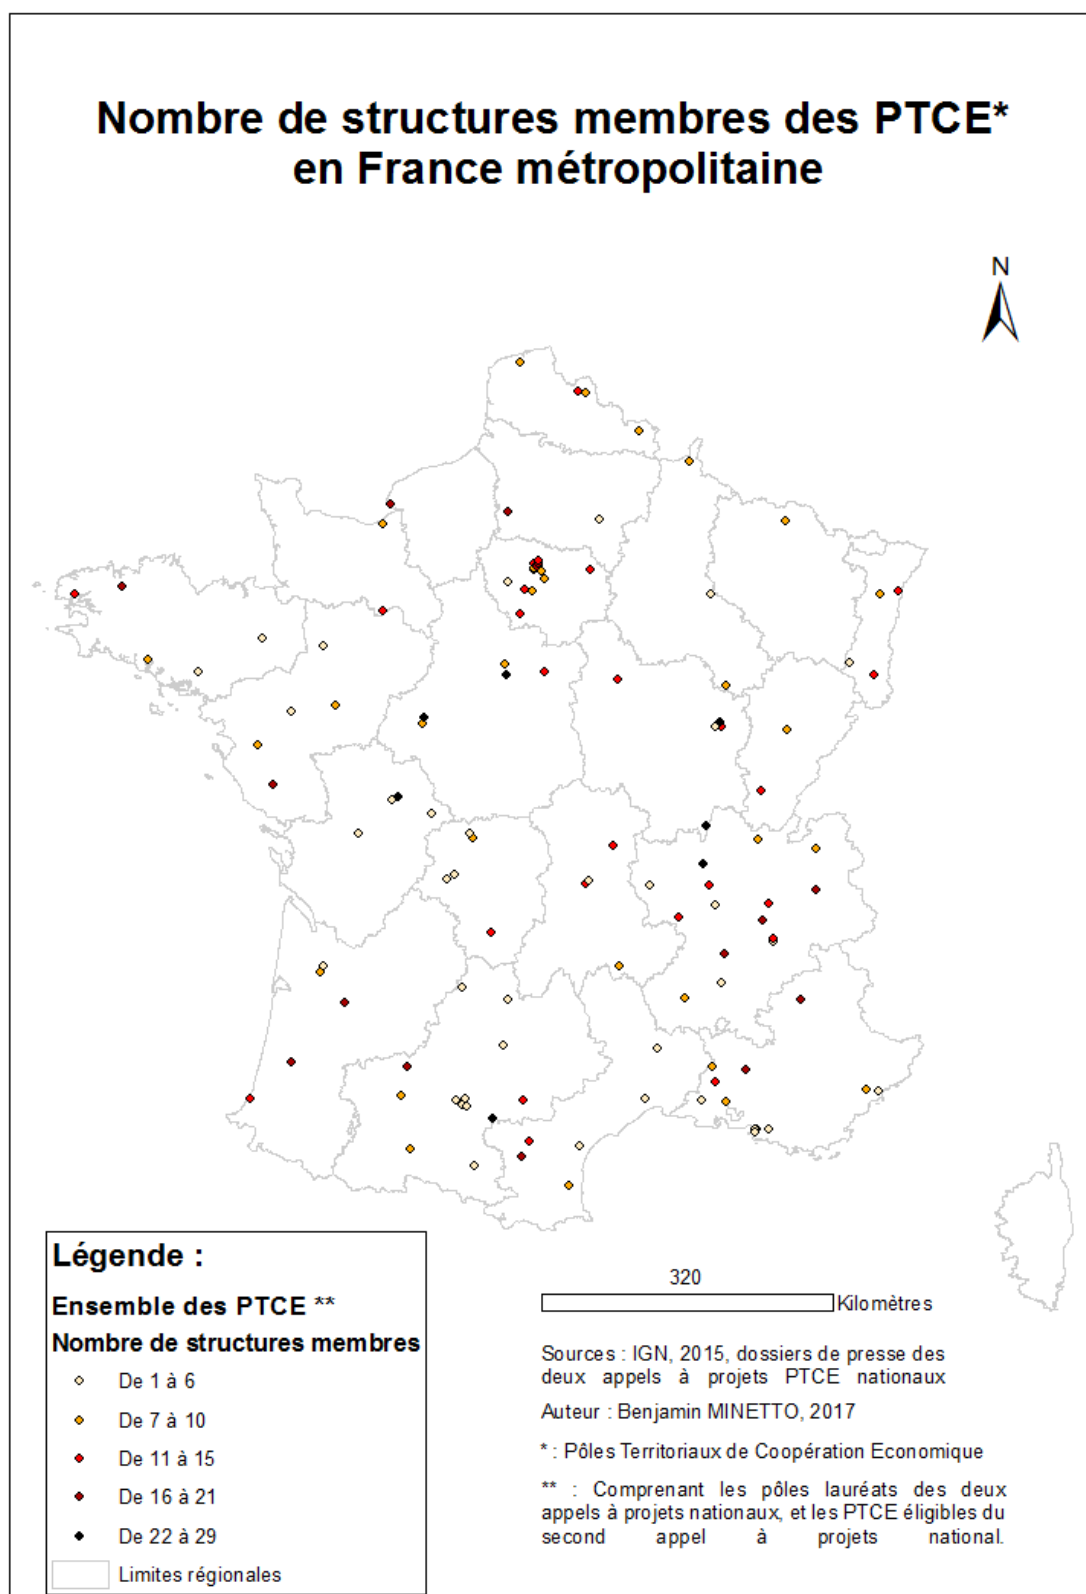 Nombre de structures membres des PTCE*
en France métropolitaine
N
Légende :
Ensemble des PTCE **
Nombre de structures membres
De 1 à 6
De 7 à 10
De 11 à 15
De 16 à 21
De 22 à 29
Limites régionales
320
Kilomètres
Sources : IGN, 2015, dossiers de presse des
deux appels à projets PTCE nationaux
Auteur : Benjamin MINETTO, 2017
* : Pôles Territoriaux de Coopération Economique
** : Comprenant les pôles lauréats des deux
appels à projets nationaux, et les PTCE éligibles du
second appel à projets national.